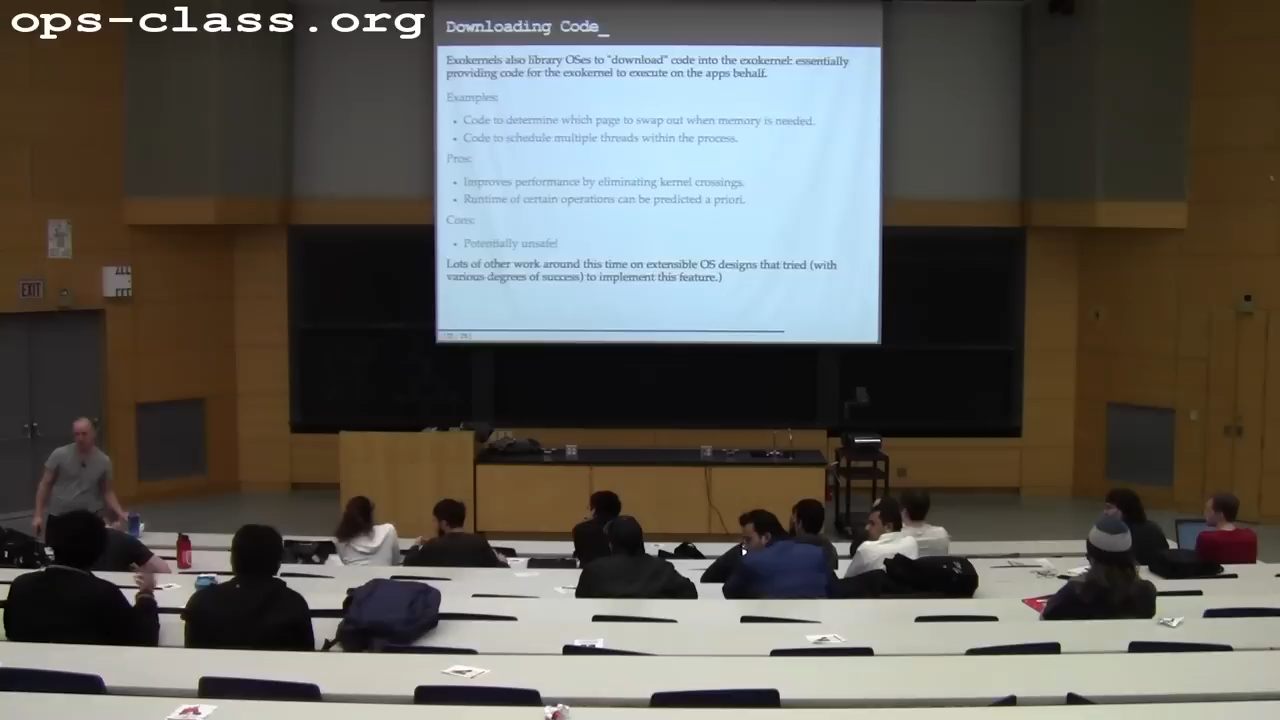 ops-class.org
Downloading Code_
Exokernels also library OSes to "download" code into the exokernel: essentially
providing code for the exokernel to execute on the apps behalf.
Examples:
• Code to determine which page to swap out when memory is needed.
• Code to schedule multiple threads within the process.
Pros:
• Improves performance by eliminating kernel crossings.
• Runtime of certain operations can be predicted a priori.
Cons:
• Potentially unsafe!
Lots of other work around this time on extensible OS designs that tried (with
various degrees of success) to implement this feature.)
EXIT